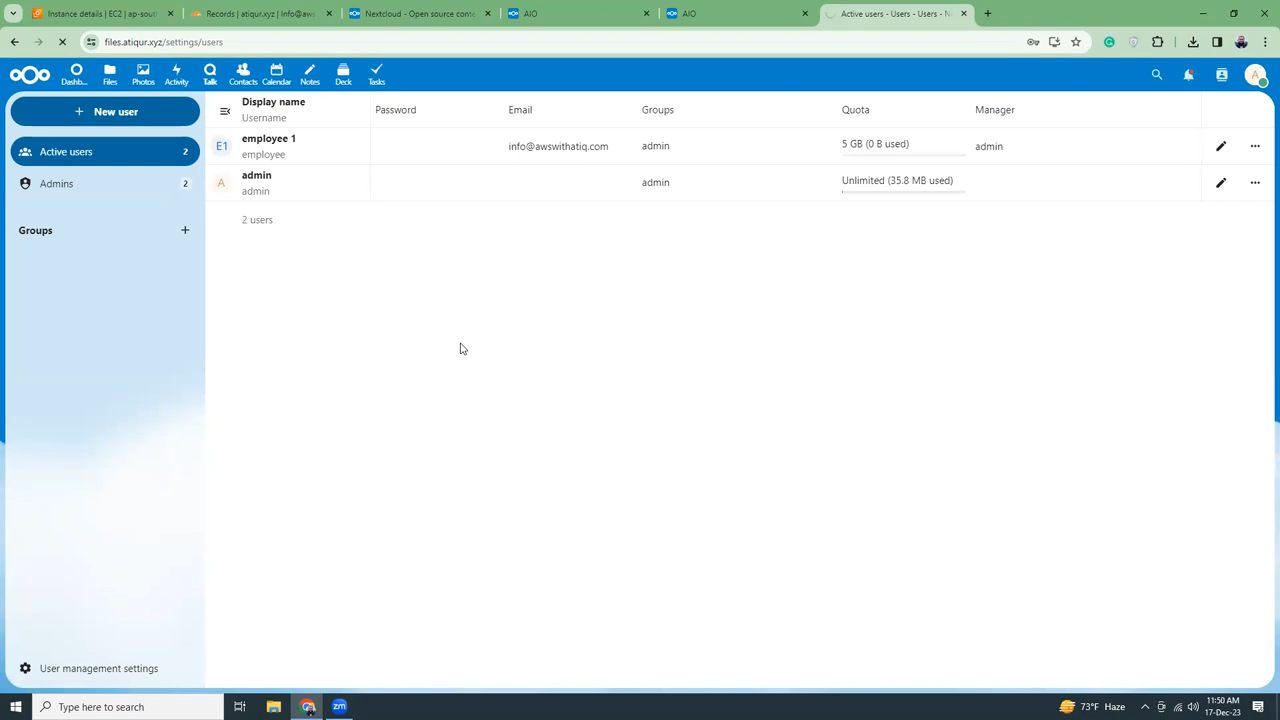 Instance details | EC2 | ap-sout
Records | atiqur.xyz | Info@aws
Nextcloud - Open source conte
AIO
AIO
Active users - Users - Users - N
files.atiqur.xyz/settings/users
Dashb...
Files
Photos
Activity
Talk
Contacts
Calendar
Notes
Deck
Tasks
A
New user
Active users 2
Admins 2
Groups
User management settings
Display name
Username
Password Email Groups Quota Manager
E1
employee 1
employee
info@awswithatiq.com admin 5 GB (0 B used) admin
A
admin
admin
admin Unlimited (35.8 MB used)
2 users
Type here to search
zm
73°F Haze
11:50 AM
17-Dec-23